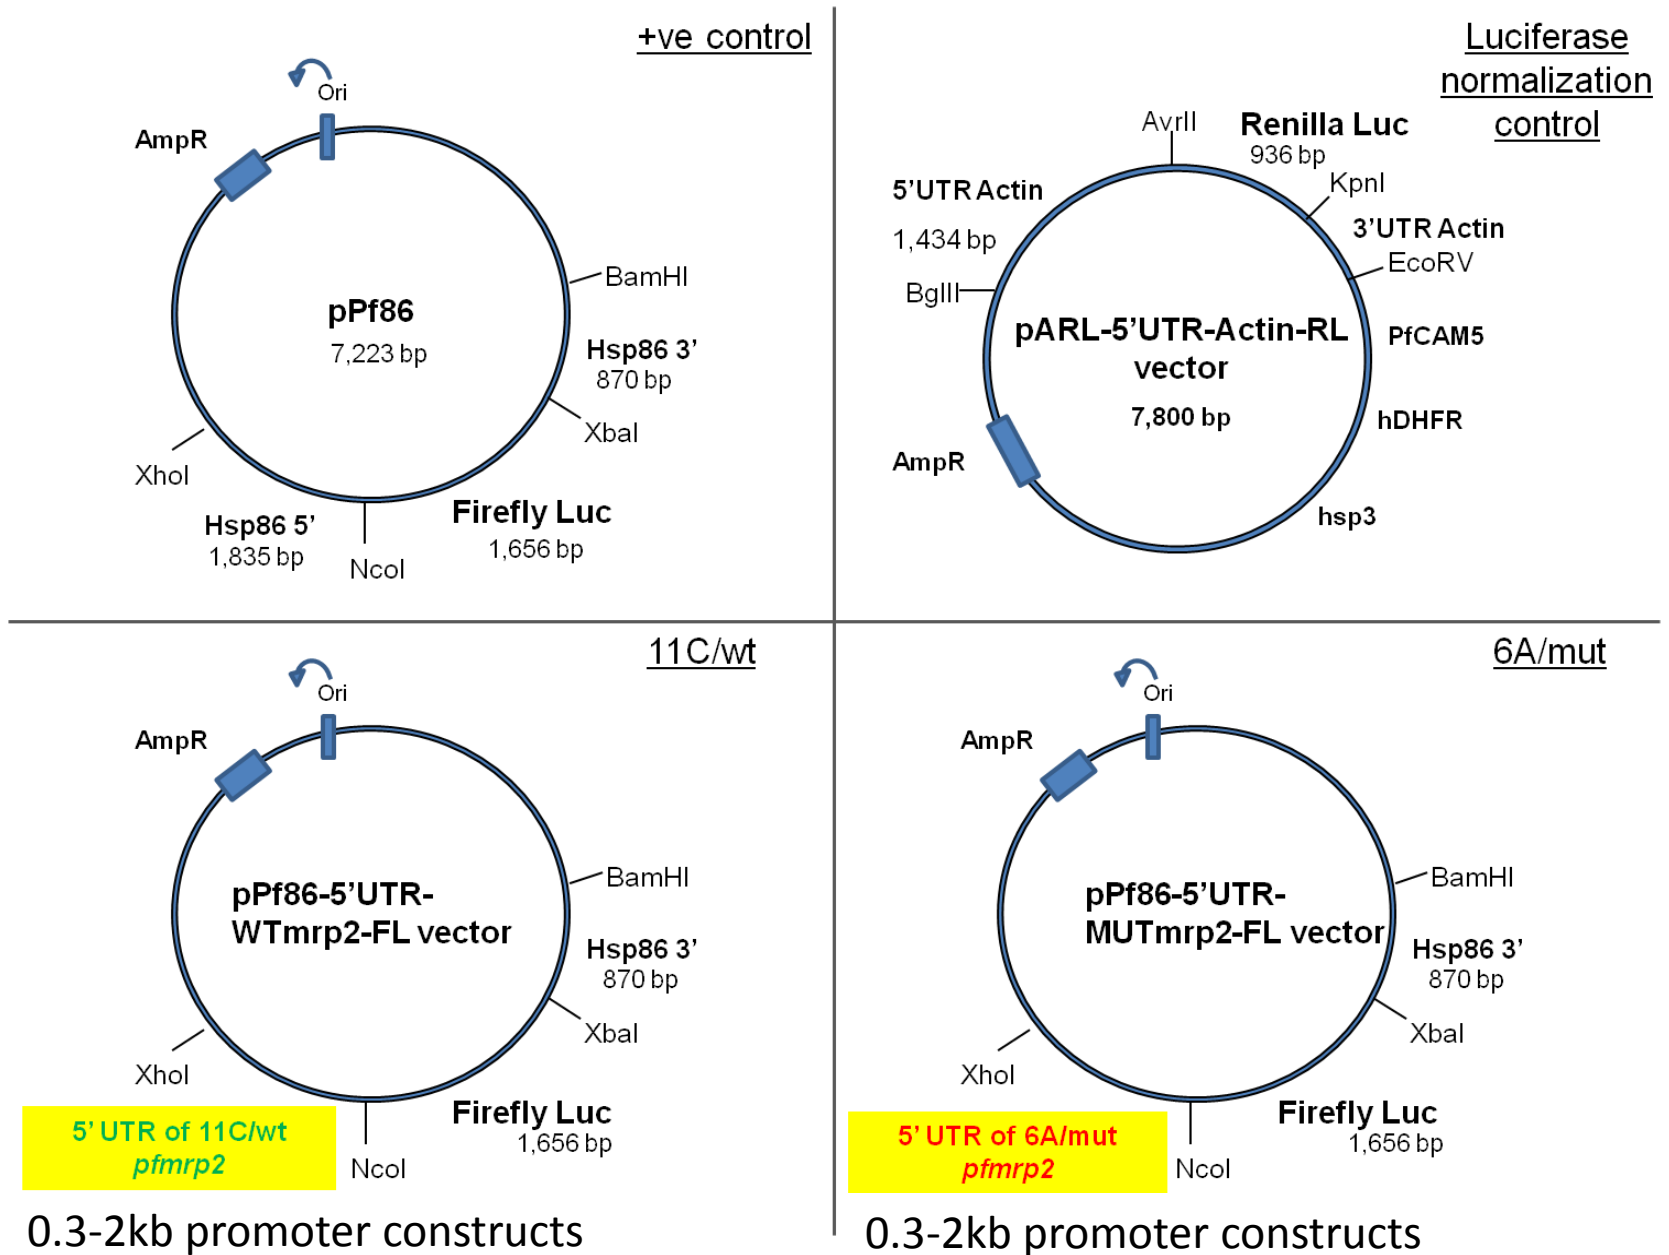 +ve control
Ori
AmpR
BamHI
pPf86
7,223 bp
Hsp86 3’
870 bp
XbaI
XhoI
Hsp86 5’
1,835 bp
Firefly Luc
1,656 bp
NcoI
Luciferase
normalization
control
AvrII
Renilla Luc
936 bp
KpnI
5’UTR Actin
1,434 bp
3’UTR Actin
EcoRV
BglII
pARL-5’UTR-Actin-RL
vector
7,800 bp
PfCAM5
hDHFR
AmpR
hsp3
11C/wt
Ori
AmpR
BamHI
pPf86-5’UTR-
WTmrp2-FL vector
Hsp86 3’
870 bp
XbaI
XhoI
Firefly Luc
1,656 bp
5’ UTR of 11C/wt
pfmrp2
NcoI
0.3-2kb promoter constructs
6A/mut
Ori
AmpR
BamHI
pPf86-5’UTR-
MUTmrp2-FL vector
Hsp86 3’
870 bp
XbaI
XhoI
Firefly Luc
1,656 bp
5’ UTR of 6A/mut
pfmrp2
NcoI
0.3-2kb promoter constructs